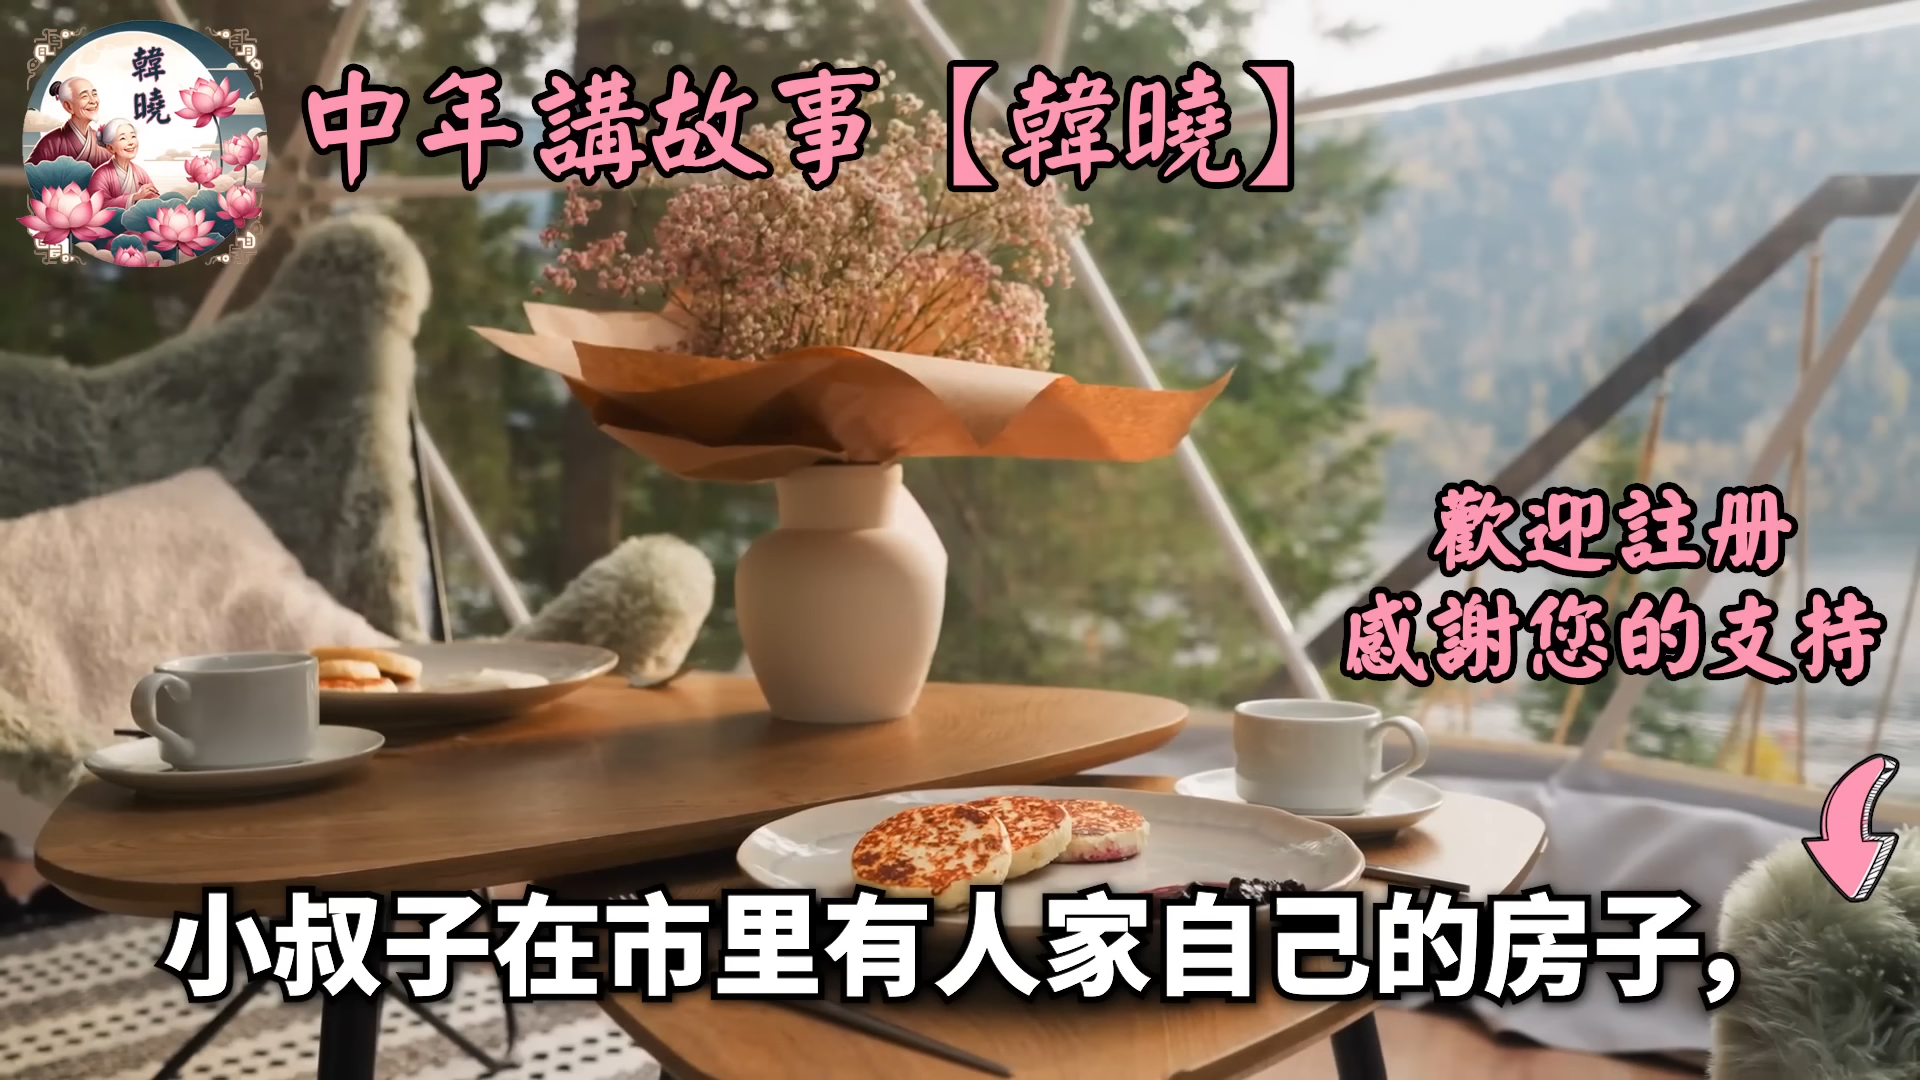 韓
曉
中年講故事【韓曉】
歡迎註册
感謝您的支持
小叔子在市里有人家自己的房子,